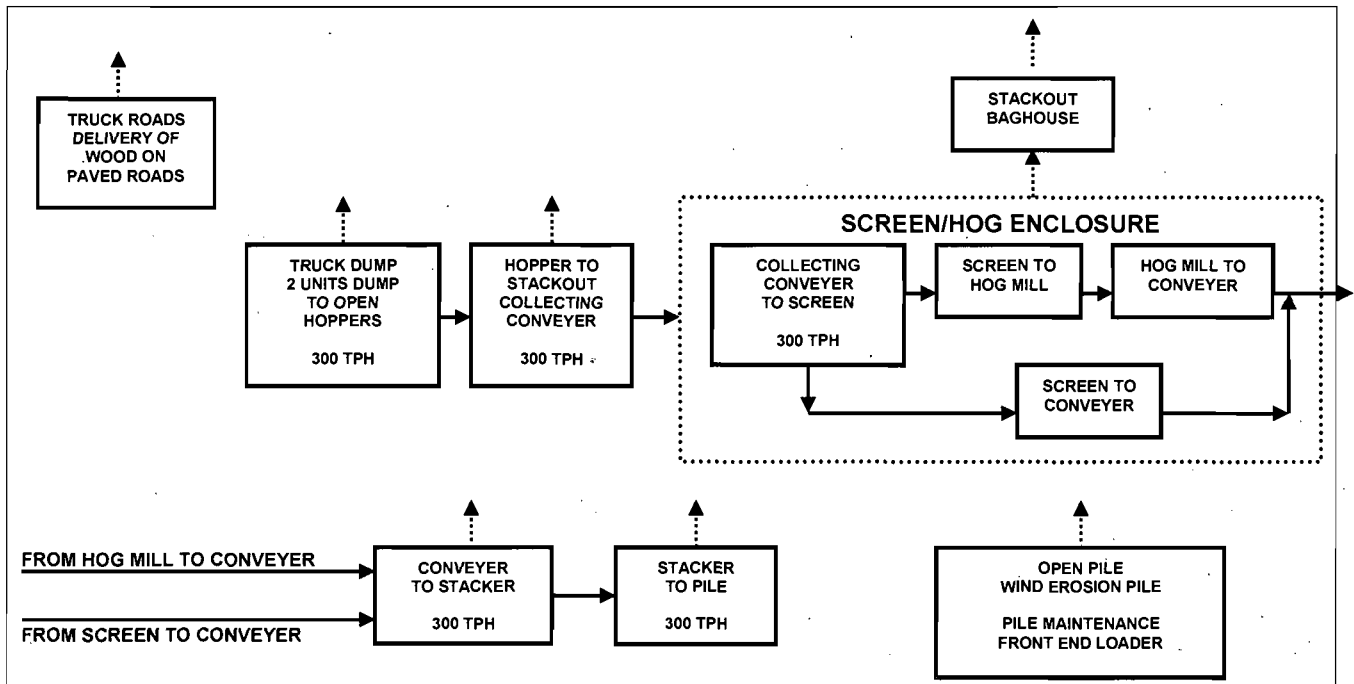 TRUCK ROADS
DELIVERY OF
WOOD ON
PAVED ROADS
STACKOUT
BAGHOUSE
TRUCK DUMP
2 UNITS DUMP
TO OPEN
HOPPERS
300 TPH
HOPPER TO
STACKOUT
COLLECTING
CONVEYER
300 TPH
SCREEN/HOG ENCLOSURE
COLLECTING
CONVEYER
TO SCREEN
300 TPH
SCREEN TO
HOG MILL
HOG MILL TO
CONVEYER
SCREEN TO
CONVEYER
FROM HOG MILL TO CONVEYER
FROM SCREEN TO CONVEYER
CONVEYER
TO STACKER
300 TPH
STACKER
TO PILE
300 TPH
OPEN PILE
WIND EROSION PILE
PILE MAINTENANCE
FRONT END LOADER